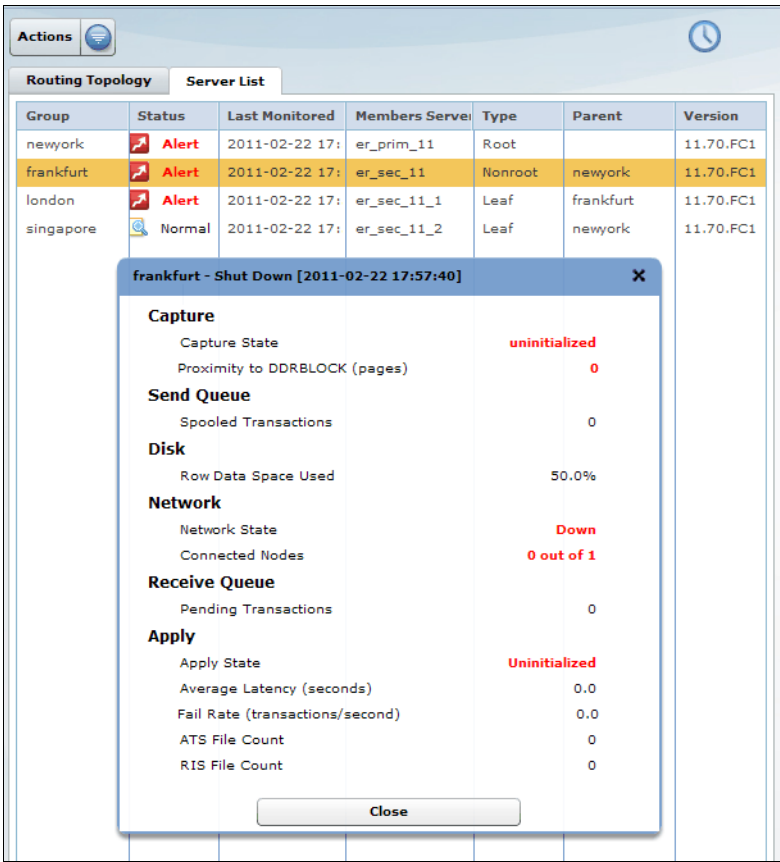 Actions
Routing Topology Server List
Group Status Last Monitored Members Server Type Parent Version
newyork Alert 2011-02-22 17: er_prim_11 Root 11.70.FC1
frankfurt Alert 2011-02-22 17: er_sec_11 Nonroot newyork 11.70.FC1
london Alert 2011-02-22 17: er_sec_11_1 Leaf frankfurt 11.70.FC1
singapore Normal 2011-02-22 17: er_sec_11_2 Leaf newyork 11.70.FC1
frankfurt - Shut Down [2011-02-22 17:57:40]
Capture
Capture State uninitialized
Proximity to DDRBLOCK (pages) 0
Send Queue
Spooled Transactions 0
Disk
Row Data Space Used 50.0%
Network
Network State Down
Connected Nodes 0 out of 1
Receive Queue
Pending Transactions 0
Apply
Apply State Uninitialized
Average Latency (seconds) 0.0
Fail Rate (transactions/second) 0.0
ATS File Count 0
RIS File Count 0
Close